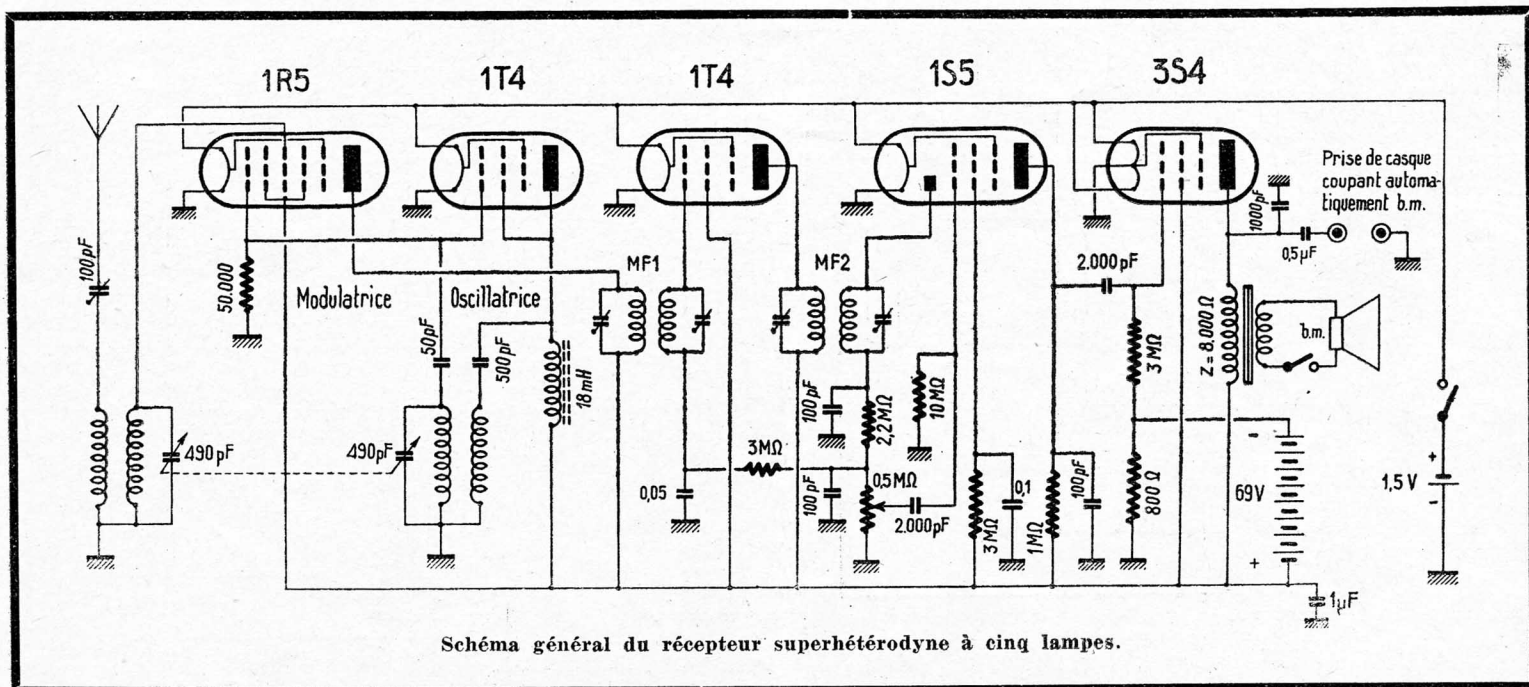 1R5
1T4
1T4
1S5
3S4
Prise de casque
coupant automa-
tiquement b.m.
100pF
50.000
Modulatrice
Oscillatrice
MF1
MF2
2.000pF
1000pF
0,5µF
50pF
500pF
18mH
490pF
490pF
3MΩ
0,05
100pF
2,2MΩ
100pF
0,5MΩ
2.000pF
10MΩ
3MΩ
0,1
1MΩ
100pF
3MΩ
800Ω
Z=8.000Ω
b.m.
-
69V
+
+
1,5V
-
1µF
Schéma général du récepteur superhétérodyne à cinq lampes.